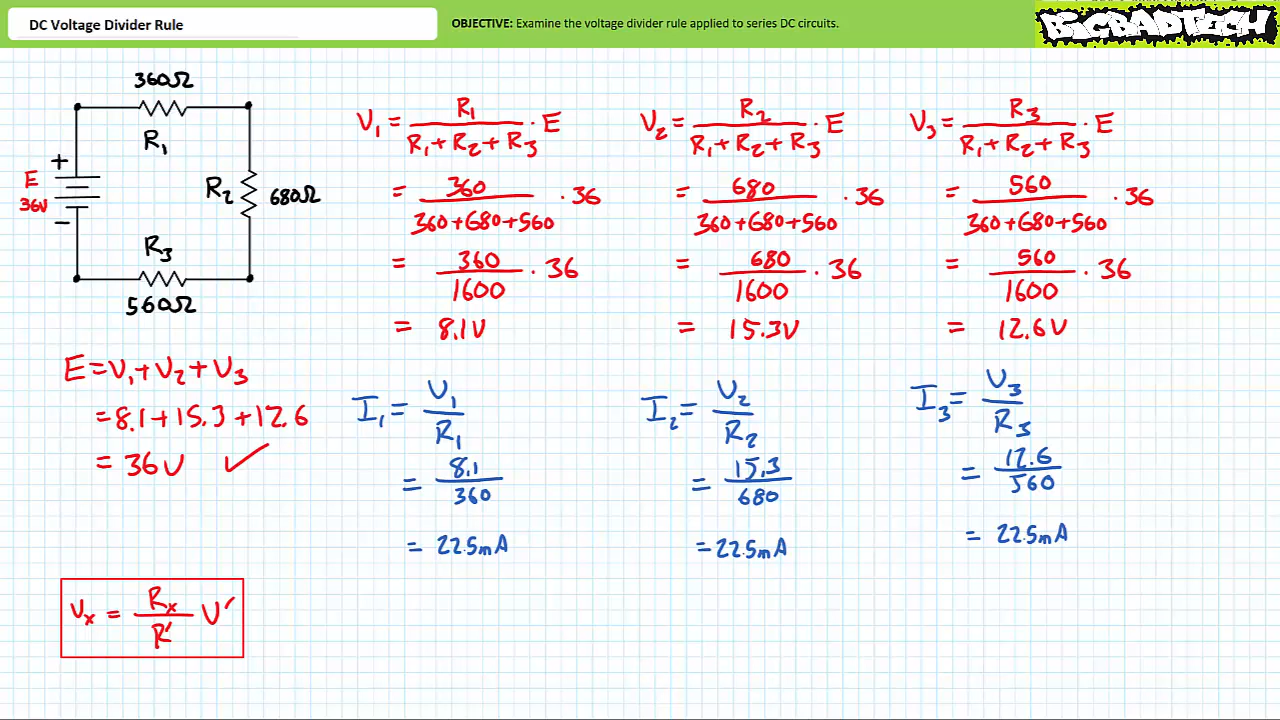 DC Voltage Divider Rule
OBJECTIVE: Examine the voltage divider rule applied to series DC circuits.
BIGBADTECH
360Ω
R₁
+
E
36V
−
R₂
680Ω
R₃
560Ω
E = V₁ + V₂ + V₃
= 8.1 + 15.3 + 12.6
= 36V ✓
Vₓ = Rₓ / R' V'
V₁ = R₁ / (R₁ + R₂ + R₃) · E
= 360 / (360+680+560) · 36
= 360 / 1600 · 36
= 8.1V
I₁ = V₁ / R₁
= 8.1 / 360
= 22.5mA
V₂ = R₂ / (R₁ + R₂ + R₃) · E
= 680 / (360+680+560) · 36
= 680 / 1600 · 36
= 15.3V
I₂ = V₂ / R₂
= 15.3 / 680
= 22.5mA
V₃ = R₃ / (R₁ + R₂ + R₃) · E
= 560 / (360+680+560) · 36
= 560 / 1600 · 36
= 12.6V
I₃ = V₃ / R₃
= 12.6 / 560
= 22.5mA